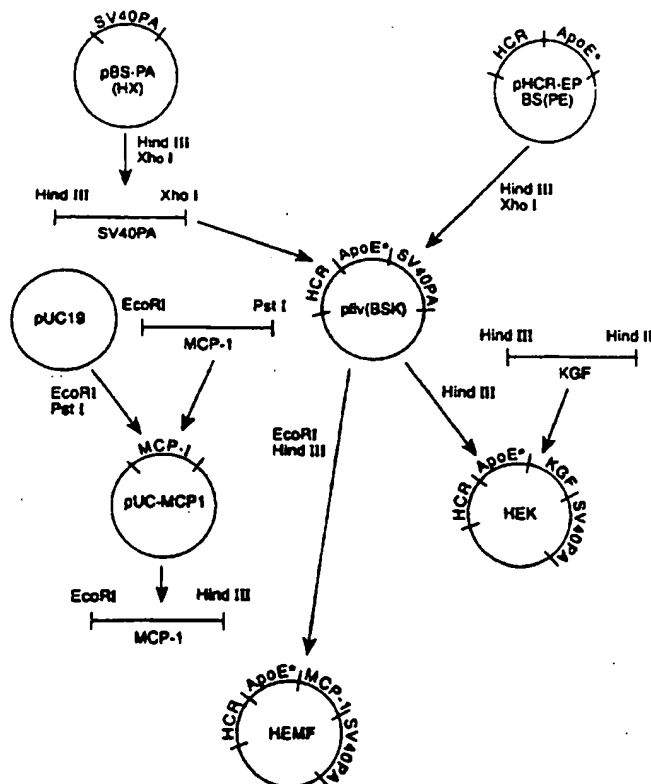 SV40PA
pBS-PA
(HX)
Hind III
Xho I
Hind III Xho I
SV40PA
HCR ApoE*
pHCR-EP
BS(PE)
Hind III
Xho I
HCR ApoE* SV40PA
pliv(BSK)
pUC19
EcoRI Pst I
MCP-1
EcoRI
Pst I
MCP-1
pUC-MCP1
EcoRI Hind III
MCP-1
EcoRI
Hind III
Hind III
Hind III Hind II
KGF
HCR ApoE* KGF SV40PA
HEK
HCR ApoE* MCP-1 SV40PA
HEMF